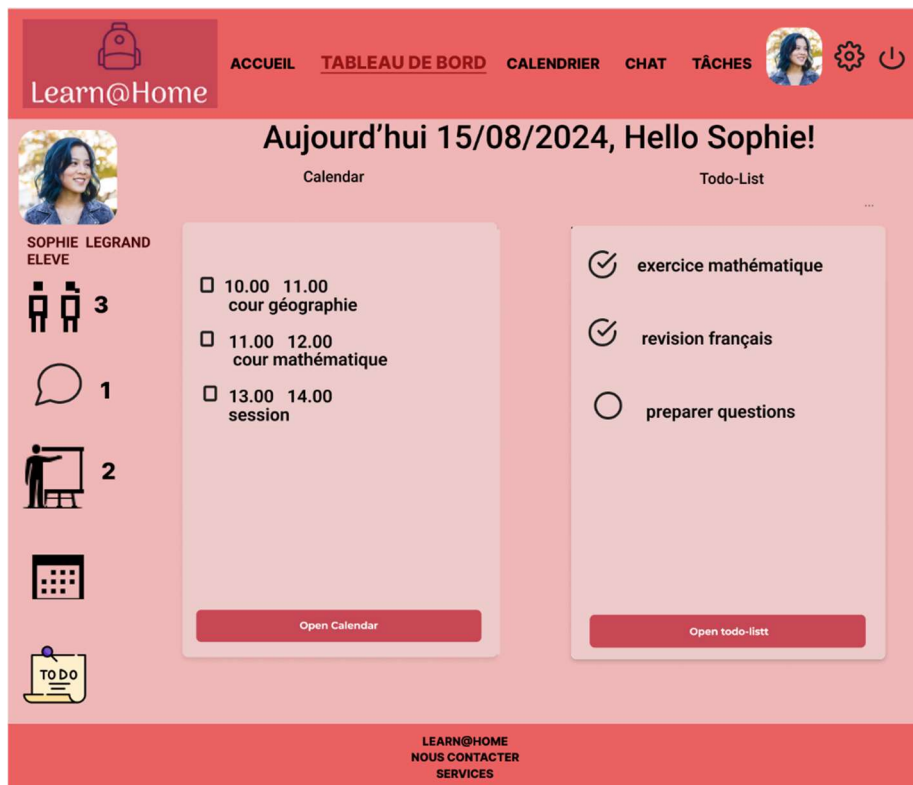 Learn@Home
ACCUEIL TABLEAU DE BORD CALENDRIER CHAT TÂCHES
Aujourd'hui 15/08/2024, Hello Sophie!
SOPHIE LEGRAND
ELEVE
3
1
2
TO DO
Calendar
10.00 11.00
cour géographie
11.00 12.00
cour mathématique
13.00 14.00
session
Open Calendar
Todo-List
...
exercice mathématique
revision français
preparer questions
Open todo-listt
LEARN@HOME
NOUS CONTACTER
SERVICES